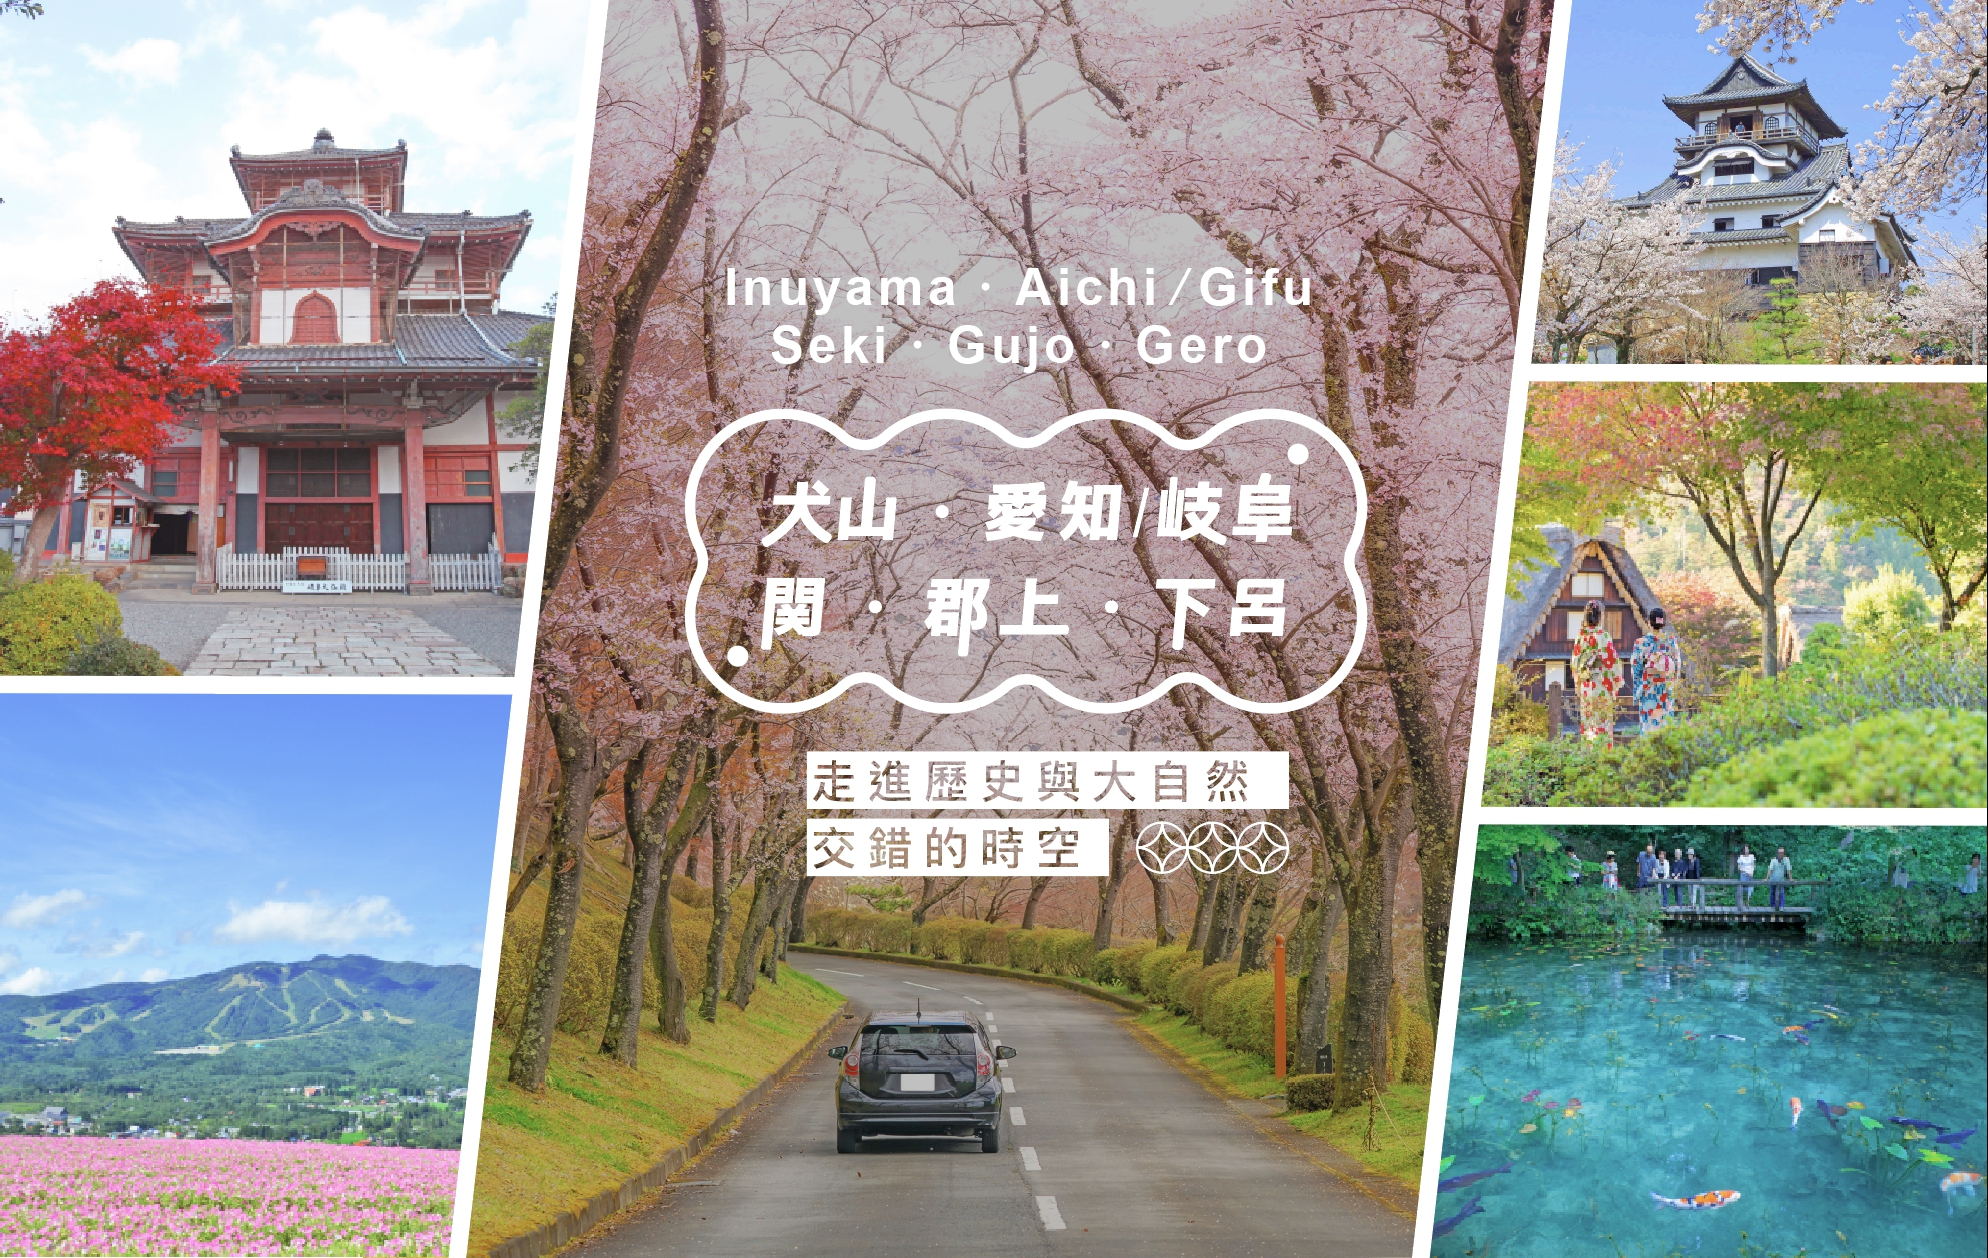 Inuyama · Aichi/Gifu
Seki · Gujo · Gero
犬山 · 愛知/岐阜
関 · 郡上 · 下呂
走進歷史與大自然
交錯的時空